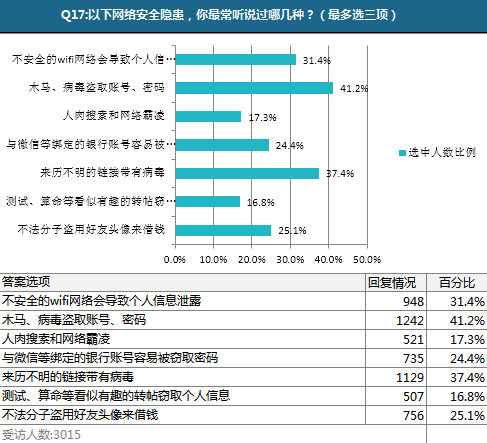 Q17:以下网络安全隐患，你最常听说过哪几种？（最多选三项）
不安全的wifi网络会导致个人信…
31.4%
木马、病毒盗取账号、密码
41.2%
人肉搜索和网络霸凌
17.3%
与微信等绑定的银行账号容易被…
24.4%
来历不明的链接带有病毒
37.4%
测试、算命等看似有趣的转帖窃…
16.8%
不法分子盗用好友头像来借钱
25.1%
选中人数比例
0.0% 10.0% 20.0% 30.0% 40.0% 50.0%
答案选项 回复情况 百分比
不安全的wifi网络会导致个人信息泄露 948 31.4%
木马、病毒盗取账号、密码 1242 41.2%
人肉搜索和网络霸凌 521 17.3%
与微信等绑定的银行账号容易被窃取密码 735 24.4%
来历不明的链接带有病毒 1129 37.4%
测试、算命等看似有趣的转帖窃取个人信息 507 16.8%
不法分子盗用好友头像来借钱 756 25.1%
受访人数:3015